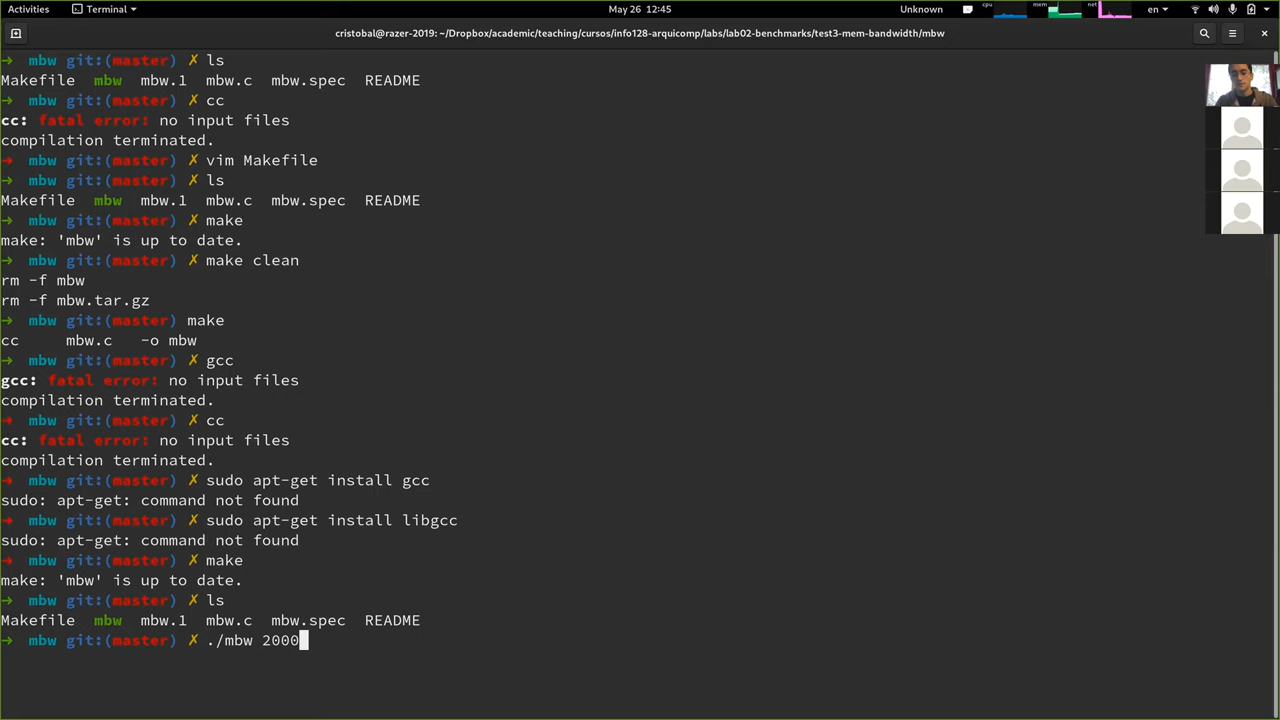 Activities Terminal May 26 12:45 Unknown cpu mem net en
cristobal@razer-2019: ~/Dropbox/academic/teaching/cursos/info128-arquicomp/labs/lab02-benchmarks/test3-mem-bandwidth/mbw
→ mbw git:(master) ✗ ls
Makefile mbw mbw.1 mbw.c mbw.spec README
→ mbw git:(master) ✗ cc
cc: fatal error: no input files
compilation terminated.
→ mbw git:(master) ✗ vim Makefile
→ mbw git:(master) ✗ ls
Makefile mbw mbw.1 mbw.c mbw.spec README
→ mbw git:(master) ✗ make
make: 'mbw' is up to date.
→ mbw git:(master) ✗ make clean
rm -f mbw
rm -f mbw.tar.gz
→ mbw git:(master) make
cc mbw.c -o mbw
→ mbw git:(master) ✗ gcc
gcc: fatal error: no input files
compilation terminated.
→ mbw git:(master) ✗ cc
cc: fatal error: no input files
compilation terminated.
→ mbw git:(master) ✗ sudo apt-get install gcc
sudo: apt-get: command not found
→ mbw git:(master) ✗ sudo apt-get install libgcc
sudo: apt-get: command not found
→ mbw git:(master) ✗ make
make: 'mbw' is up to date.
→ mbw git:(master) ✗ ls
Makefile mbw mbw.1 mbw.c mbw.spec README
→ mbw git:(master) ✗ ./mbw 2000